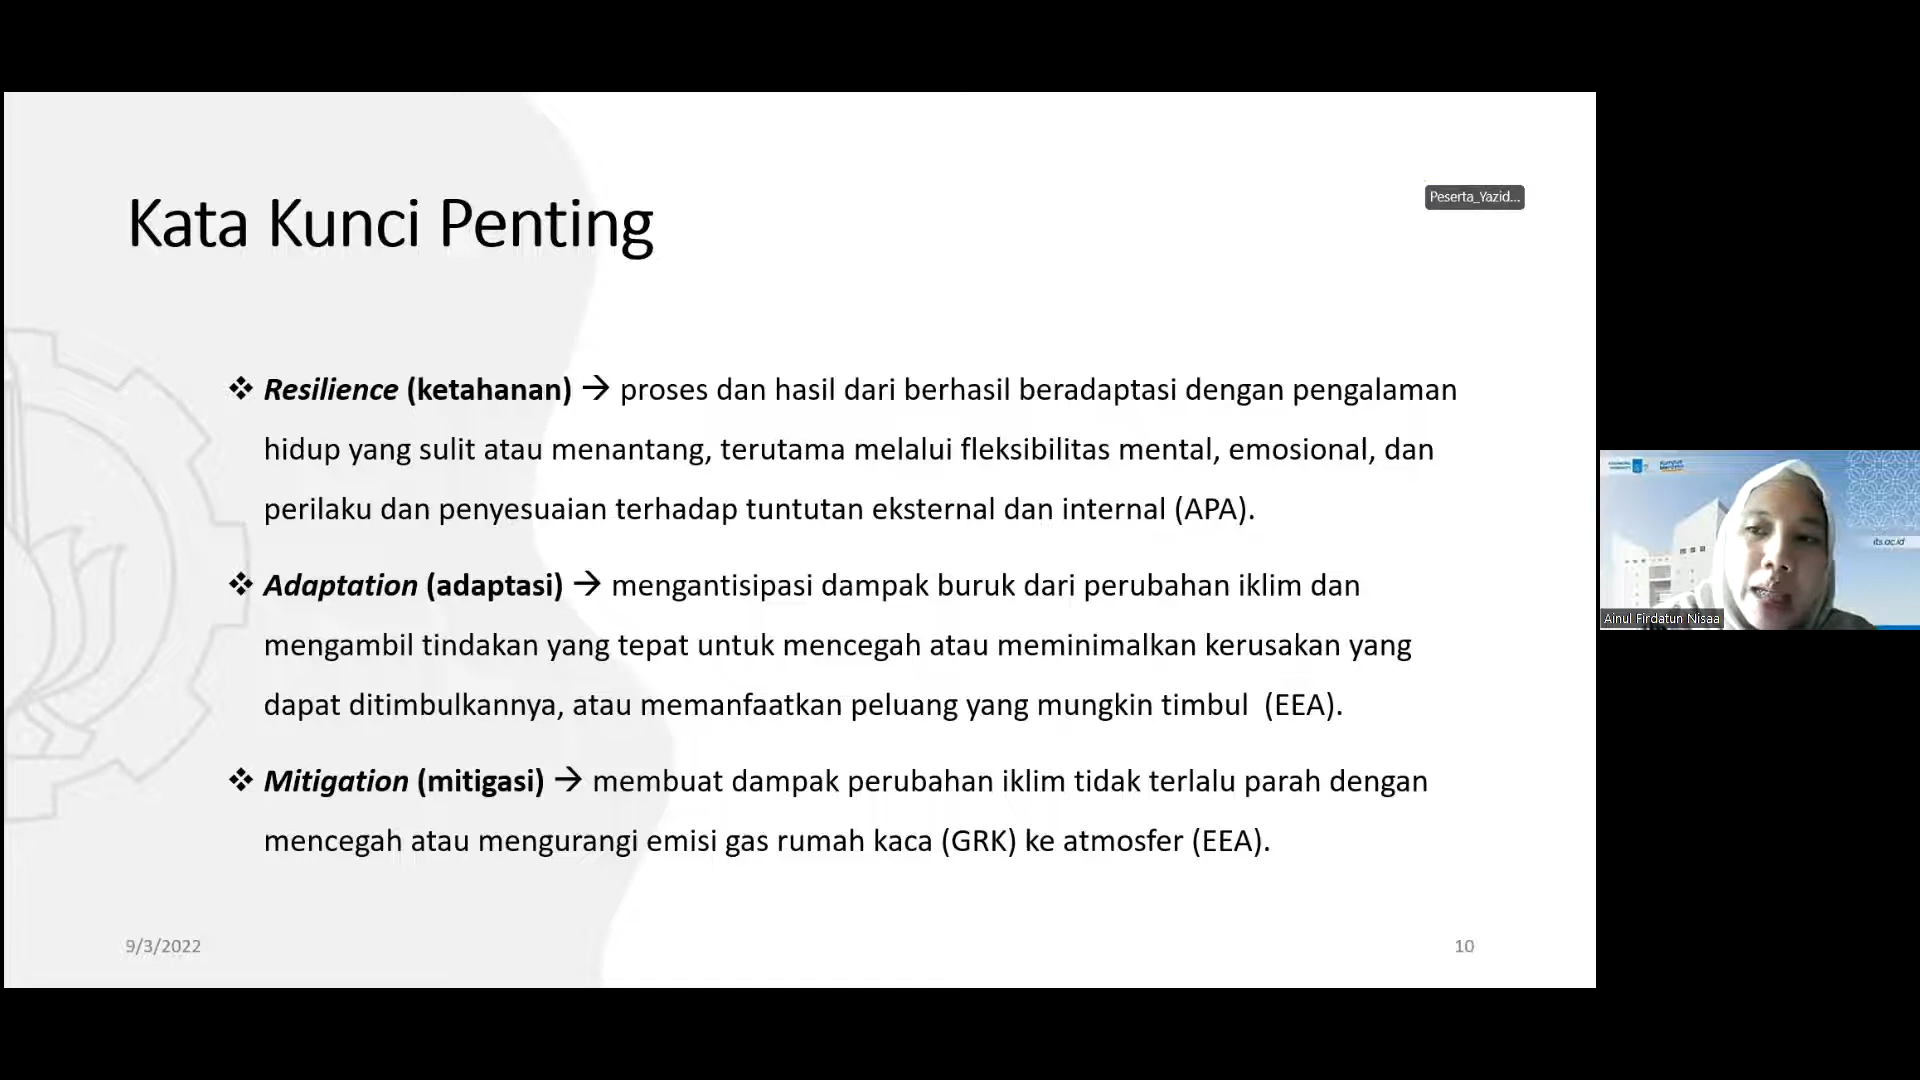 Kata Kunci Penting
Peserta_Yazid...
❖ Resilience (ketahanan) → proses dan hasil dari berhasil beradaptasi dengan pengalaman
hidup yang sulit atau menantang, terutama melalui fleksibilitas mental, emosional, dan
perilaku dan penyesuaian terhadap tuntutan eksternal dan internal (APA).
❖ Adaptation (adaptasi) → mengantisipasi dampak buruk dari perubahan iklim dan
mengambil tindakan yang tepat untuk mencegah atau meminimalkan kerusakan yang
dapat ditimbulkannya, atau memanfaatkan peluang yang mungkin timbul (EEA).
❖ Mitigation (mitigasi) → membuat dampak perubahan iklim tidak terlalu parah dengan
mencegah atau mengurangi emisi gas rumah kaca (GRK) ke atmosfer (EEA).
9/3/2022
10
its.ac.id
Ainul Firdatun Nisaa